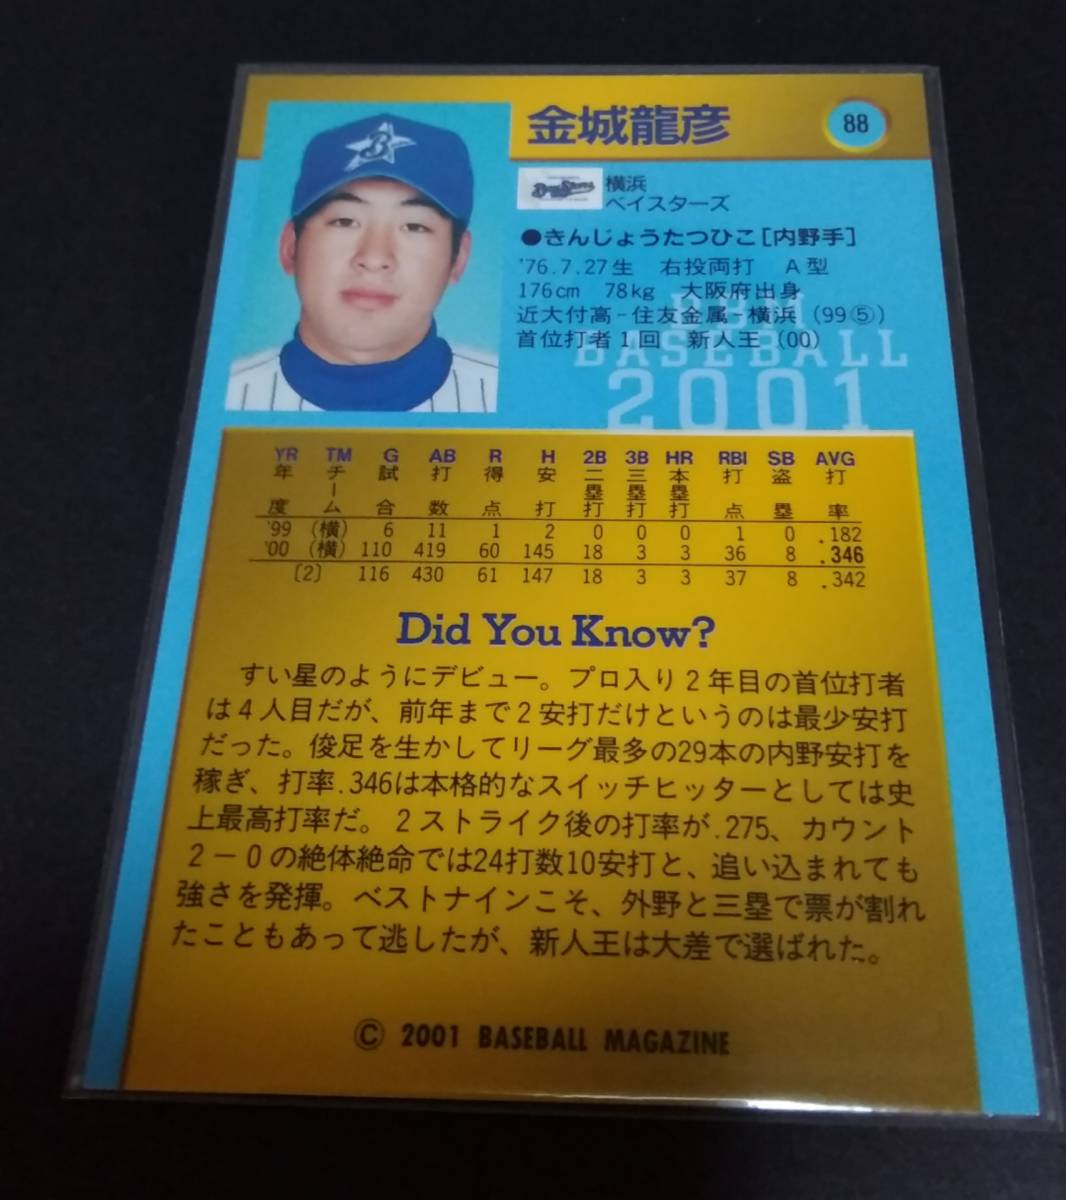 金城龍彦
88
BayStars
横浜
ベイスターズ
●きんじょうたつひこ[内野手]
'76.7.27生 右投両打 A型
176cm 78kg 大阪府出身
近大付高-住友金属-横浜 (99⑤)
首位打者1回 新人王(00)
BBM
BASEBALL
2001
YR TM G AB R H 2B 3B HR RBI SB AVG
年度 チーム 試合 打数 得点 安打 二塁打 三塁打 本塁打 打点 盗塁 打率
'99 (横) 6 11 1 2 0 0 0 1 0 .182
'00 (横) 110 419 60 145 18 3 3 36 8 .346
[2] 116 430 61 147 18 3 3 37 8 .342
Did You Know?
すい星のようにデビュー。プロ入り2年目の首位打者
は4人目だが、前年まで2安打だけというのは最少安打
だった。俊足を生かしてリーグ最多の29本の内野安打を
稼ぎ、打率.346は本格的なスイッチヒッターとしては史
上最高打率だ。2ストライク後の打率が.275、カウント
2-0の絶体絶命では24打数10安打と、追い込まれても
強さを発揮。ベストナインこそ、外野と三塁で票が割れ
たこともあって逃したが、新人王は大差で選ばれた。
© 2001 BASEBALL MAGAZINE